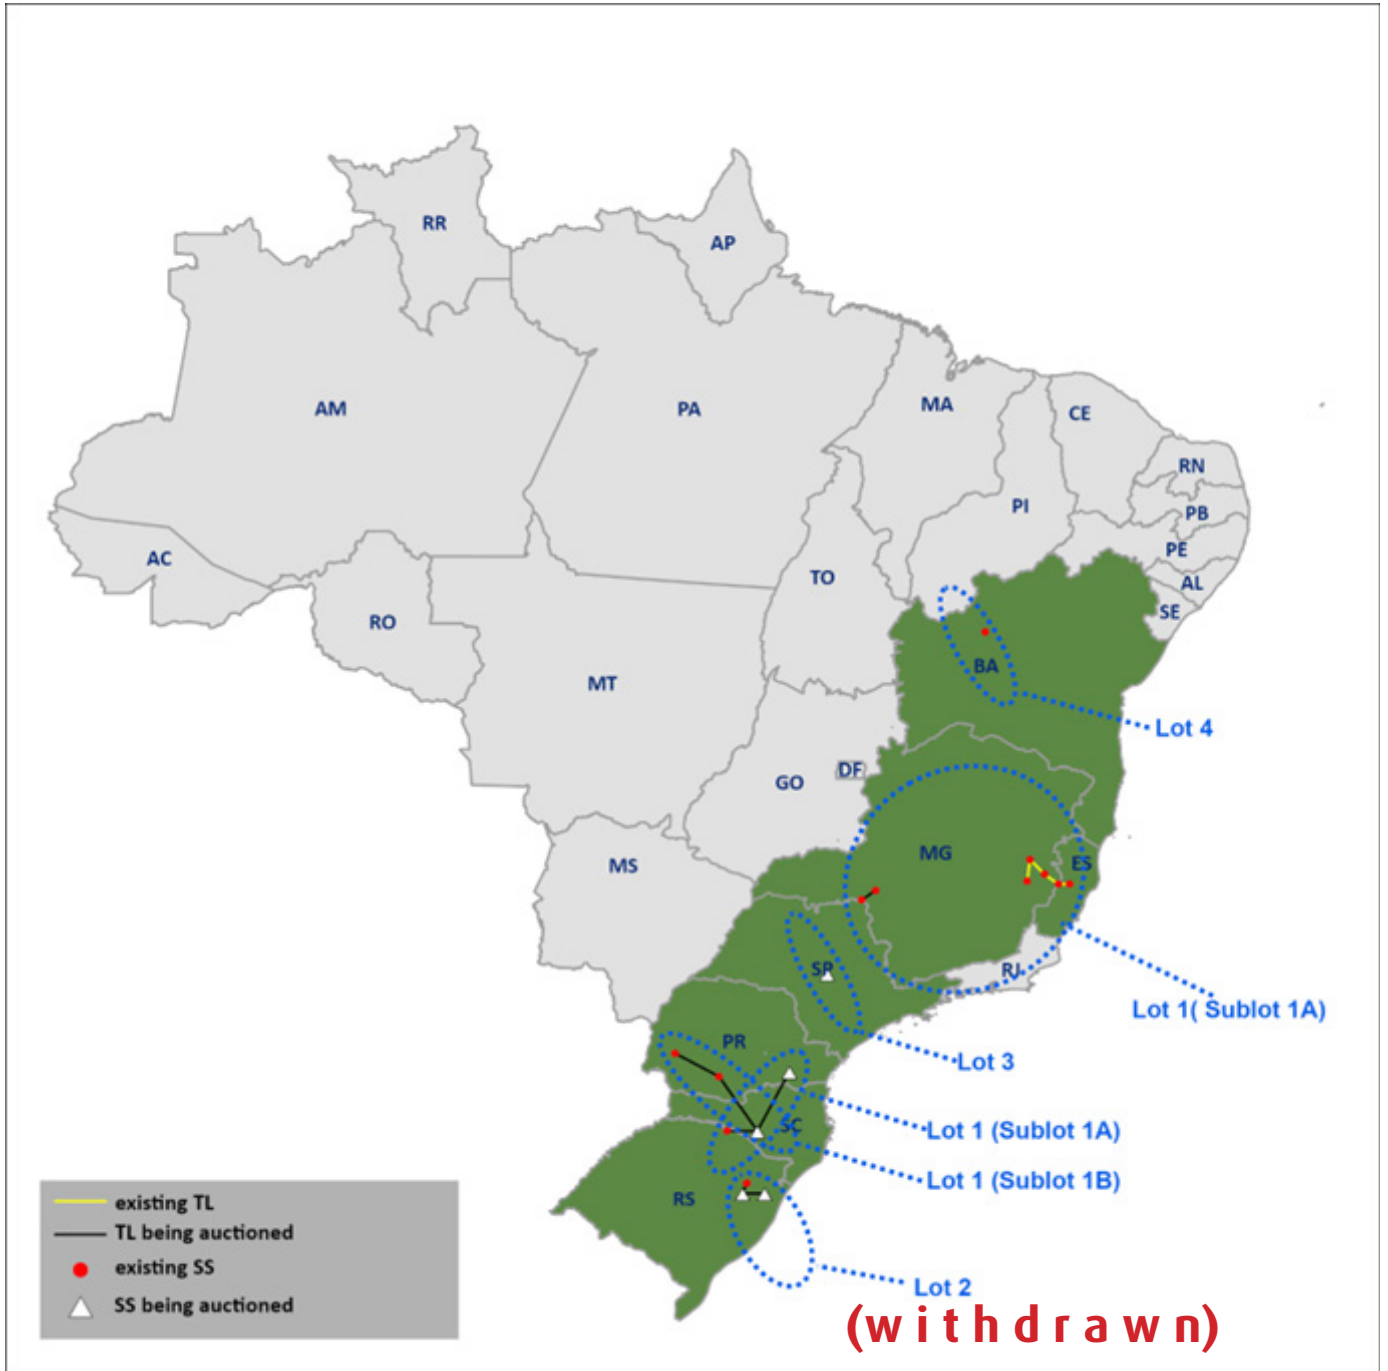 RR
AP
AM
PA
MA
CE
RN
PI
PB
PE
AC
TO
AL
SE
RO
BA
MT
Lot 4
DF
GO
MG
ES
MS
SP
RJ
Lot 1( Sublot 1A)
PR
Lot 3
SC
Lot 1 (Sublot 1A)
Lot 1 (Sublot 1B)
RS
existing TL
TL being auctioned
existing SS
SS being auctioned
Lot 2
(withdrawn)